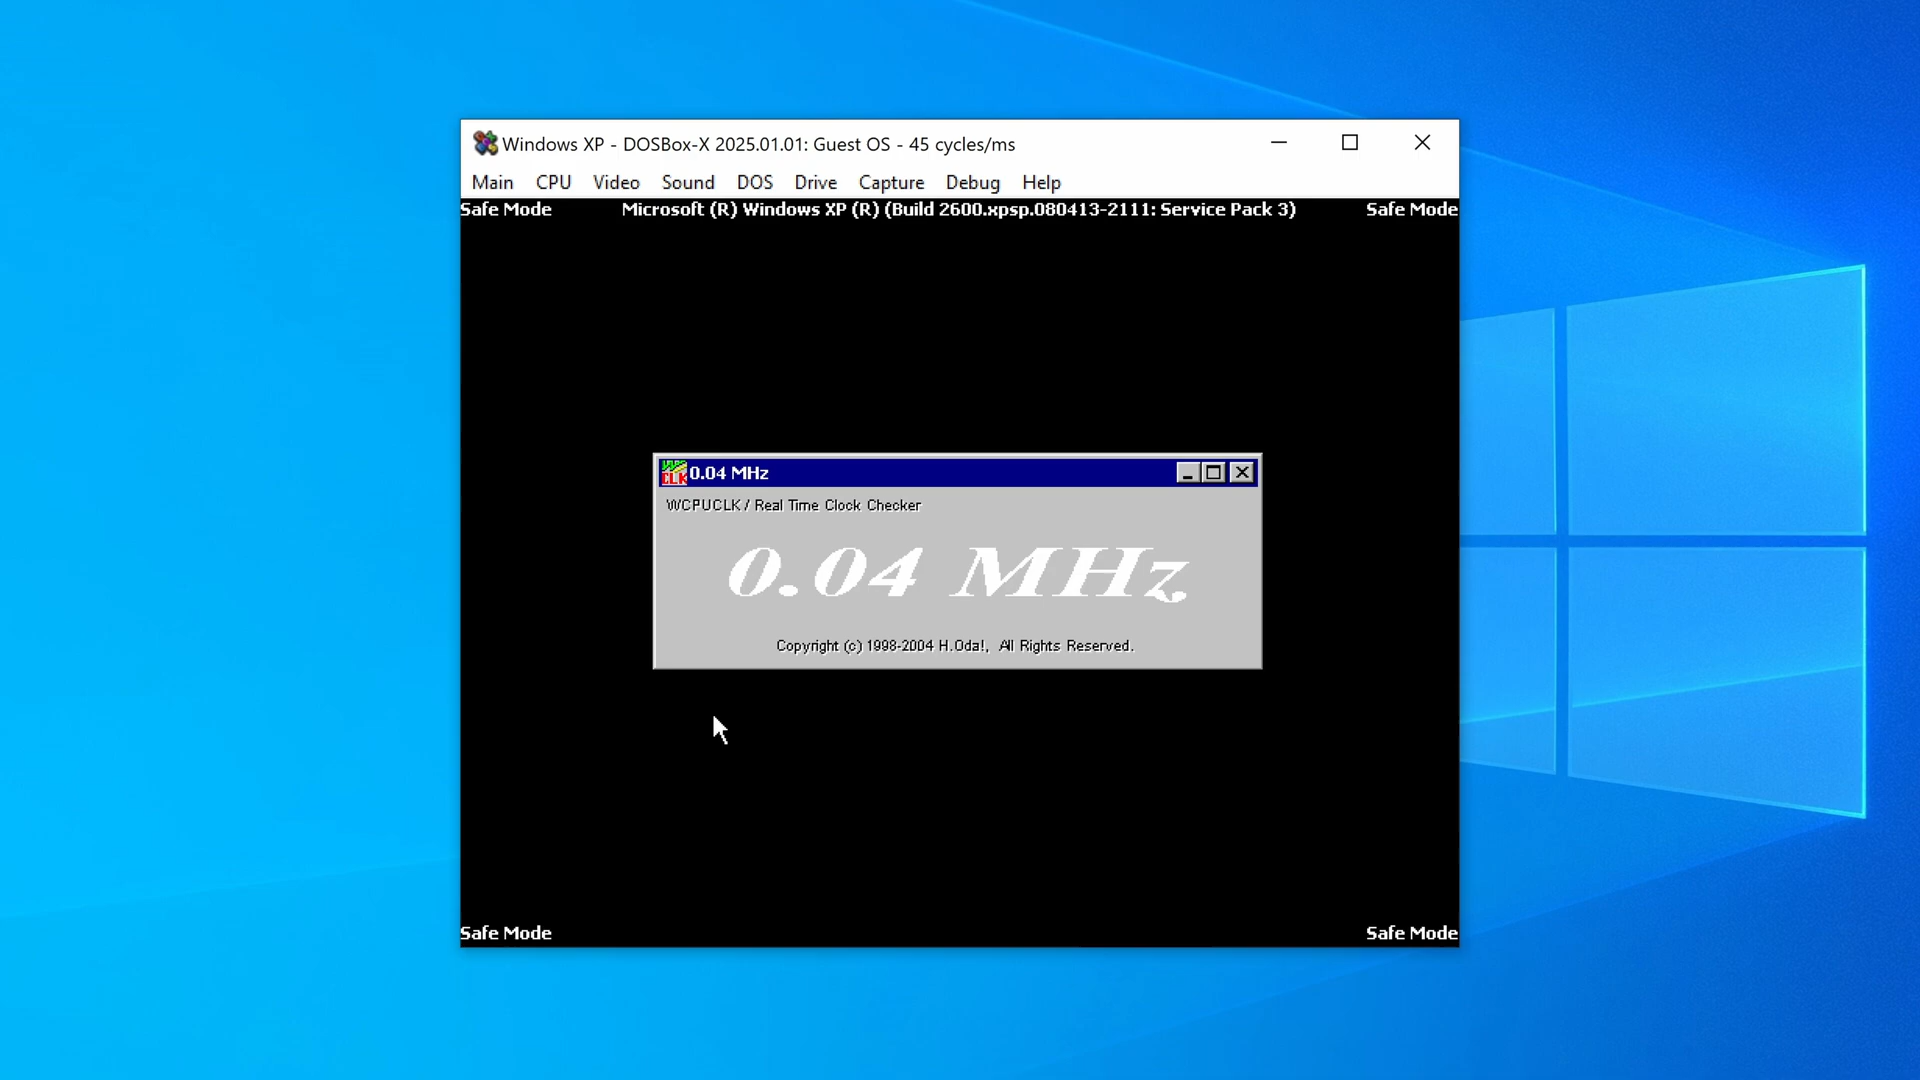 Windows XP - DOSBox-X 2025.01.01: Guest OS - 45 cycles/ms
Main CPU Video Sound DOS Drive Capture Debug Help
Safe Mode Microsoft (R) Windows XP (R) (Build 2600.xpsp.080413-2111: Service Pack 3) Safe Mode
CLK 0.04 MHz
WCPUCLK / Real Time Clock Checker
0.04 MHz
Copyright (c) 1998-2004 H.Oda!, All Rights Reserved.
Safe Mode Safe Mode